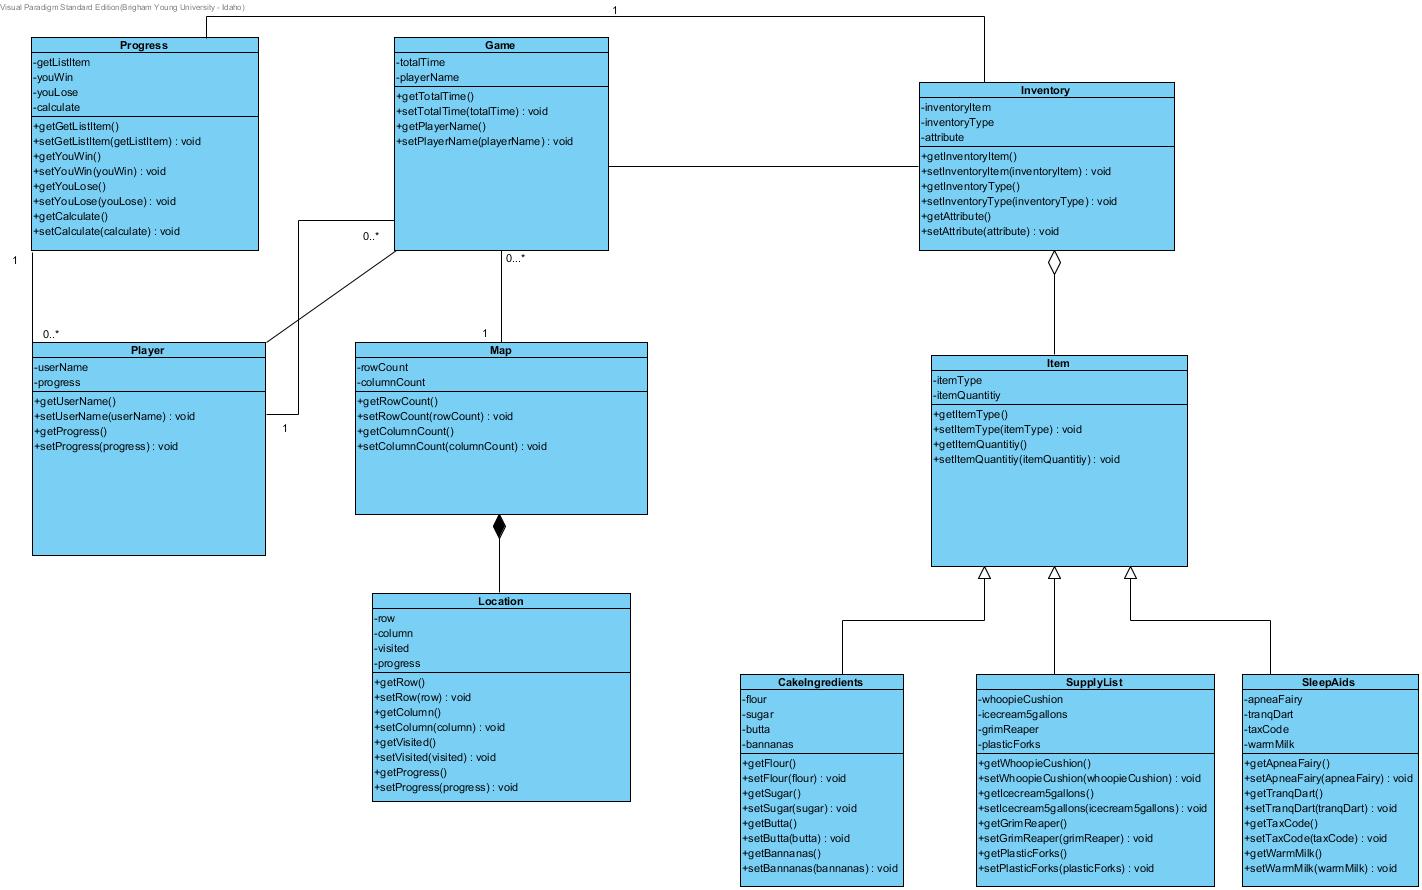 Visual Paradigm Standard Edition(Brigham Young University - Idaho)
1
Progress
-getListItem
-youWin
-youLose
-calculate
+getGetListItem()
+setGetListItem(getListItem) : void
+getYouWin()
+setYouWin(youWin) : void
+getYouLose()
+setYouLose(youLose) : void
+getCalculate()
+setCalculate(calculate) : void
Game
-totalTime
-playerName
+getTotalTime()
+setTotalTime(totalTime) : void
+getPlayerName()
+setPlayerName(playerName) : void
Inventory
-inventoryItem
-inventoryType
-attribute
+getInventoryItem()
+setInventoryItem(inventoryItem) : void
+getInventoryType()
+setInventoryType(inventoryType) : void
+getAttribute()
+setAttribute(attribute) : void
0..*
1
0...*
0..*
1
Player
-userName
-progress
+getUserName()
+setUserName(userName) : void
+getProgress()
+setProgress(progress) : void
1
Map
-rowCount
-columnCount
+getRowCount()
+setRowCount(rowCount) : void
+getColumnCount()
+setColumnCount(columnCount) : void
Item
-itemType
-itemQuantitiy
+getItemType()
+setItemType(itemType) : void
+getItemQuantitiy()
+setItemQuantitiy(itemQuantitiy) : void
Location
-row
-column
-visited
-progress
+getRow()
+setRow(row) : void
+getColumn()
+setColumn(column) : void
+getVisited()
+setVisited(visited) : void
+getProgress()
+setProgress(progress) : void
CakeIngredients
-flour
-sugar
-butta
-bannanas
+getFlour()
+setFlour(flour) : void
+getSugar()
+setSugar(sugar) : void
+getButta()
+setButta(butta) : void
+getBannanas()
+setBannanas(bannanas) : void
SupplyList
-whoopieCushion
-icecream5gallons
-grimReaper
-plasticForks
+getWhoopieCushion()
+setWhoopieCushion(whoopieCushion) : void
+getIcecream5gallons()
+setIcecream5gallons(icecream5gallons) : void
+getGrimReaper()
+setGrimReaper(grimReaper) : void
+getPlasticForks()
+setPlasticForks(plasticForks) : void
SleepAids
-apneaFairy
-tranqDart
-taxCode
-warmMilk
+getApneaFairy()
+setApneaFairy(apneaFairy) : void
+getTranqDart()
+setTranqDart(tranqDart) : void
+getTaxCode()
+setTaxCode(taxCode) : void
+getWarmMilk()
+setWarmMilk(warmMilk) : void